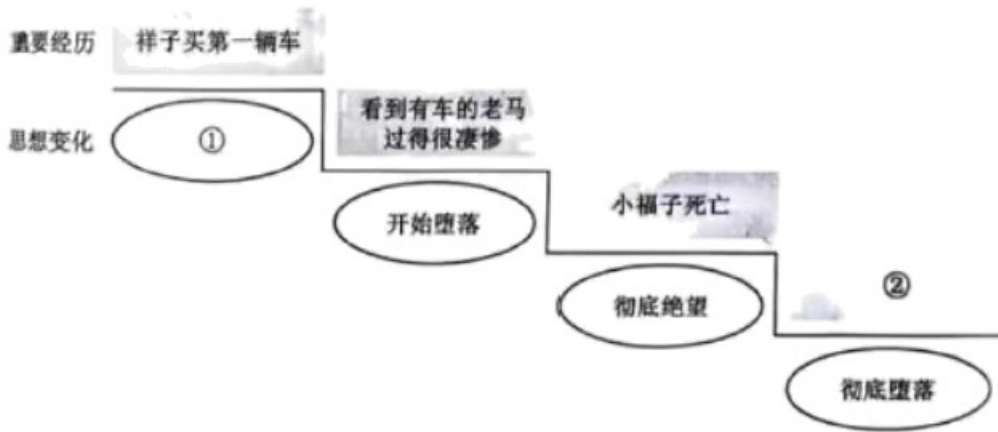 重要经历
祥子买第一辆车
思想变化
①
看到有车的老马
过得很凄惨
开始堕落
小福子死亡
彻底绝望
②
彻底堕落